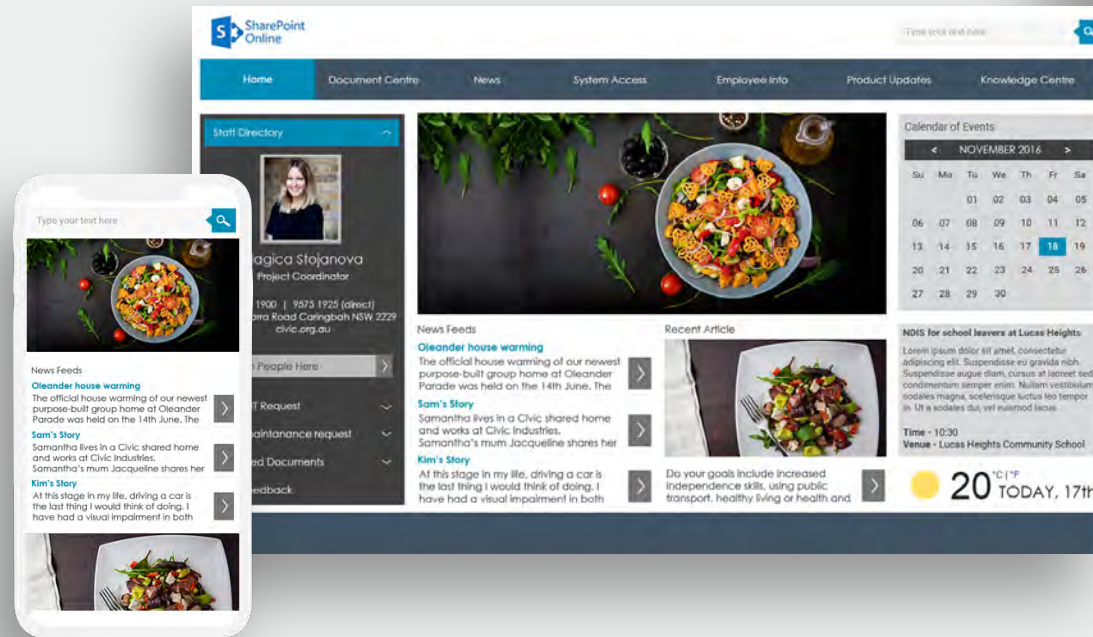 SharePoint
Online
Type your text here
Home Document Centre News System Access Employee Info Product Updates Knowledge Centre
Staff Directory
Stojanova
Project Coordinator
1900 | 9575 1925 (direct)
Road Caringbah NSW 2229
civic.org.au
People Here
Request
maintanance request
Documents
News Feeds
Oleander house warming
The official house warming of our newest
purpose-built group home at Oleander
Parade was held on the 14th June. The
Sam's Story
Samantha lives in a Civic shared home
and works at Civic Industries.
Samantha's mum Jacqueline shares her
Kim's Story
At this stage in my life, driving a car is
the last thing I would think of doing. I
have had a visual impairment in both
Recent Article
Do your goals include increased
independence skills, using public
transport, healthy living or health and
Calendar of Events
< NOVEMBER 2016 >
Su Mo Tu We Th Fr Sa
01 02 03 04 05
06 07 08 09 10 11 12
13 14 15 16 17 18 19
20 21 22 23 24 25 26
27 28 29 30
NDIS for school leavers at Lucas Heights
Lorem ipsum dolor sit amet, consectetur
adipiscing elit. Suspendisse eu gravida nibh.
Suspendisse augue diam, cursus at laoreet sed
condimentum semper enim. Nullam vestibulum
sodales magna, scelerisque luctus leo tempor
in. Ut a sodales dui, vel euismod lacus.
Time - 10:30
Venue - Lucas Heights Community School
20 °C | °F TODAY, 17th
Type your text here
News Feeds
Oleander house warming
The official house warming of our newest
purpose-built group home at Oleander
Parade was held on the 14th June. The
Sam's Story
Samantha lives in a Civic shared home
and works at Civic Industries.
Samantha's mum Jacqueline shares her
Kim's Story
At this stage in my life, driving a car is
the last thing I would think of doing. I
have had a visual impairment in both